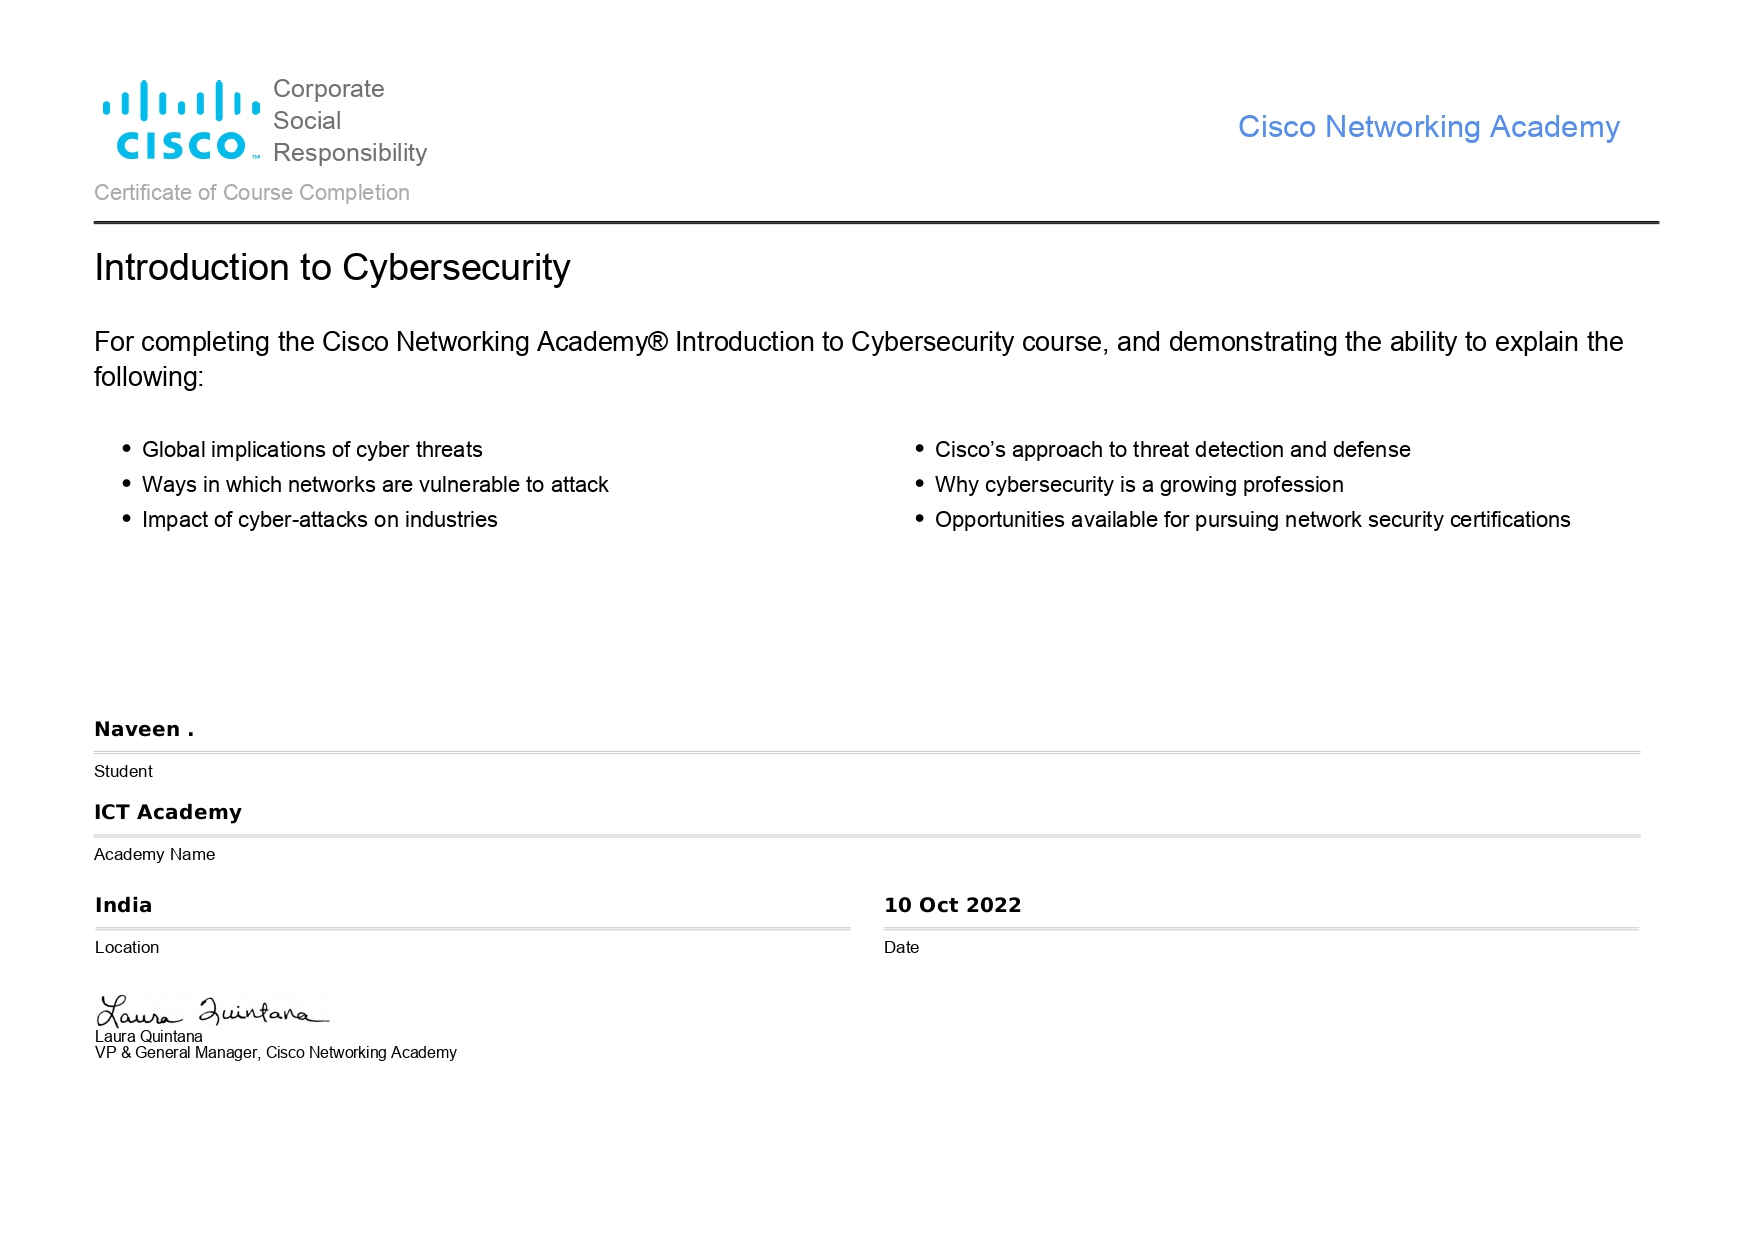 Corporate
Social
Responsibility
CISCO™
Cisco Networking Academy
Certificate of Course Completion
Introduction to Cybersecurity
For completing the Cisco Networking Academy® Introduction to Cybersecurity course, and demonstrating the ability to explain the
following:
• Global implications of cyber threats
• Ways in which networks are vulnerable to attack
• Impact of cyber-attacks on industries
• Cisco’s approach to threat detection and defense
• Why cybersecurity is a growing profession
• Opportunities available for pursuing network security certifications
Naveen .
Student
ICT Academy
Academy Name
India
Location
10 Oct 2022
Date
Laura Quintana
Laura Quintana
VP & General Manager, Cisco Networking Academy